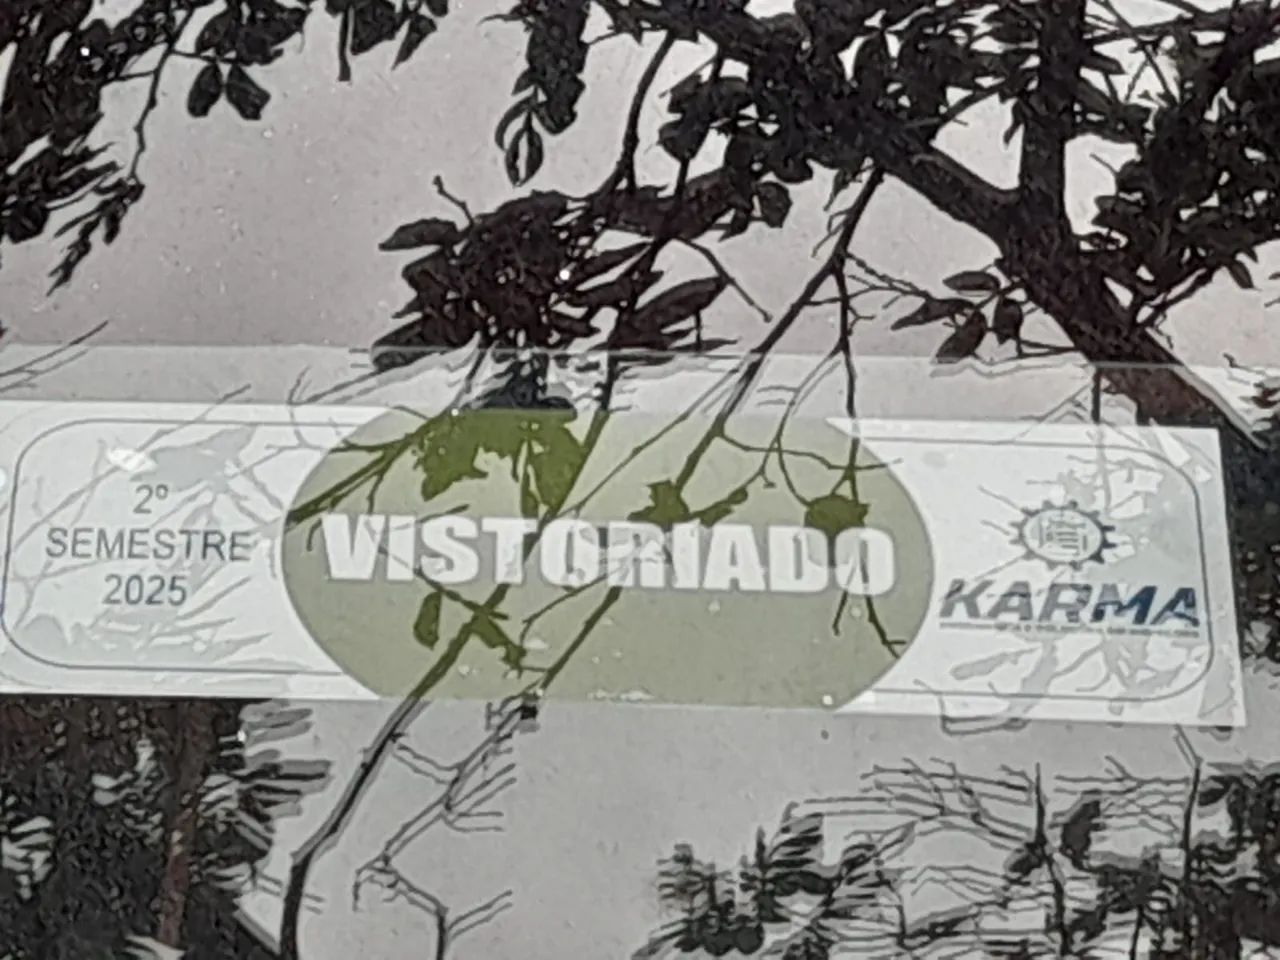 2º
SEMESTRE
2025
VISTORIADO
KARMA